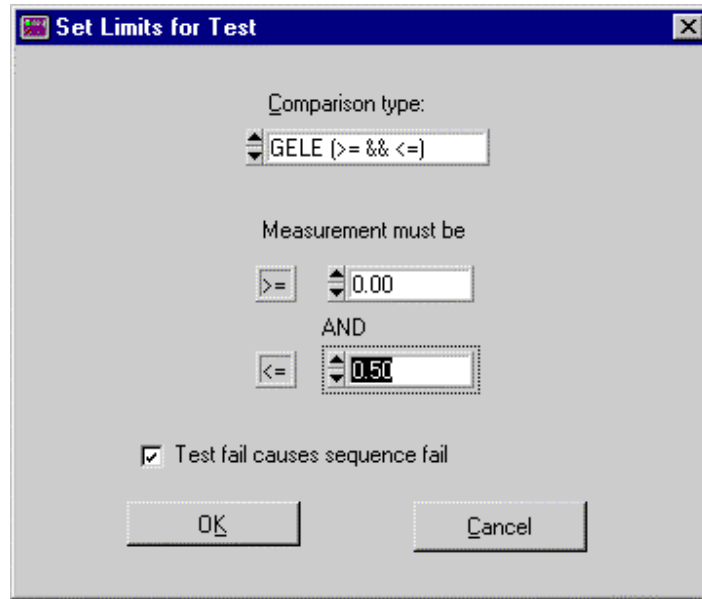 Set Limits for Test
Comparison type:
GELE (>= && <=)
Measurement must be
>= 0.00
AND
<= 0.50
Test fail causes sequence fail
OK Cancel